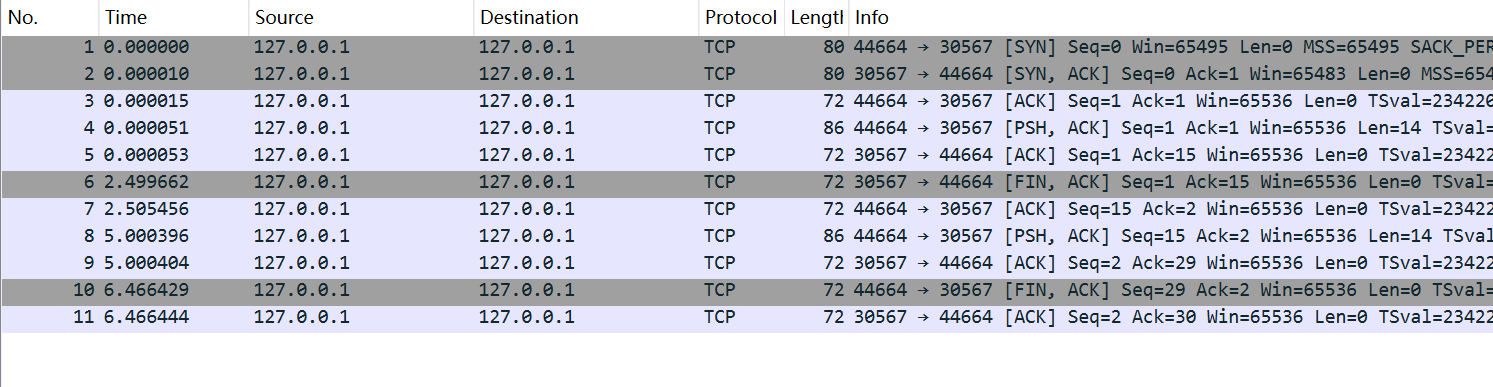 No. Time Source Destination Protocol Length Info
1 0.000000 127.0.0.1 127.0.0.1 TCP 80 44664 → 30567 [SYN] Seq=0 Win=65495 Len=0 MSS=65495 SACK_PER
2 0.000010 127.0.0.1 127.0.0.1 TCP 80 30567 → 44664 [SYN, ACK] Seq=0 Ack=1 Win=65483 Len=0 MSS=654
3 0.000015 127.0.0.1 127.0.0.1 TCP 72 44664 → 30567 [ACK] Seq=1 Ack=1 Win=65536 Len=0 TSval=234220
4 0.000051 127.0.0.1 127.0.0.1 TCP 86 44664 → 30567 [PSH, ACK] Seq=1 Ack=1 Win=65536 Len=14 TSval=
5 0.000053 127.0.0.1 127.0.0.1 TCP 72 30567 → 44664 [ACK] Seq=1 Ack=15 Win=65536 Len=0 TSval=23422
6 2.499662 127.0.0.1 127.0.0.1 TCP 72 30567 → 44664 [FIN, ACK] Seq=1 Ack=15 Win=65536 Len=0 TSval=
7 2.505456 127.0.0.1 127.0.0.1 TCP 72 44664 → 30567 [ACK] Seq=15 Ack=2 Win=65536 Len=0 TSval=23422
8 5.000396 127.0.0.1 127.0.0.1 TCP 86 44664 → 30567 [PSH, ACK] Seq=15 Ack=2 Win=65536 Len=14 TSval
9 5.000404 127.0.0.1 127.0.0.1 TCP 72 30567 → 44664 [ACK] Seq=2 Ack=29 Win=65536 Len=0 TSval=23422
10 6.466429 127.0.0.1 127.0.0.1 TCP 72 44664 → 30567 [FIN, ACK] Seq=29 Ack=2 Win=65536 Len=0 TSval=
11 6.466444 127.0.0.1 127.0.0.1 TCP 72 30567 → 44664 [ACK] Seq=2 Ack=30 Win=65536 Len=0 TSval=23422